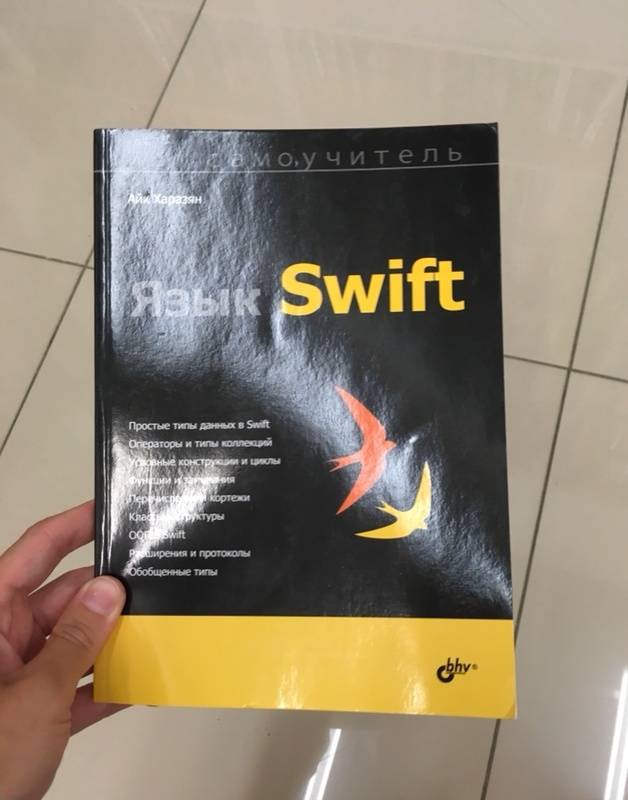 самоучитель
Айк Харазян
Язык Swift
Простые типы данных в Swift
Операторы и типы коллекций
Условные конструкции и циклы
Функции и замыкания
Перечисления и кортежи
Классы и структуры
ООП в Swift
Расширения и протоколы
Обобщенные типы
bhv®